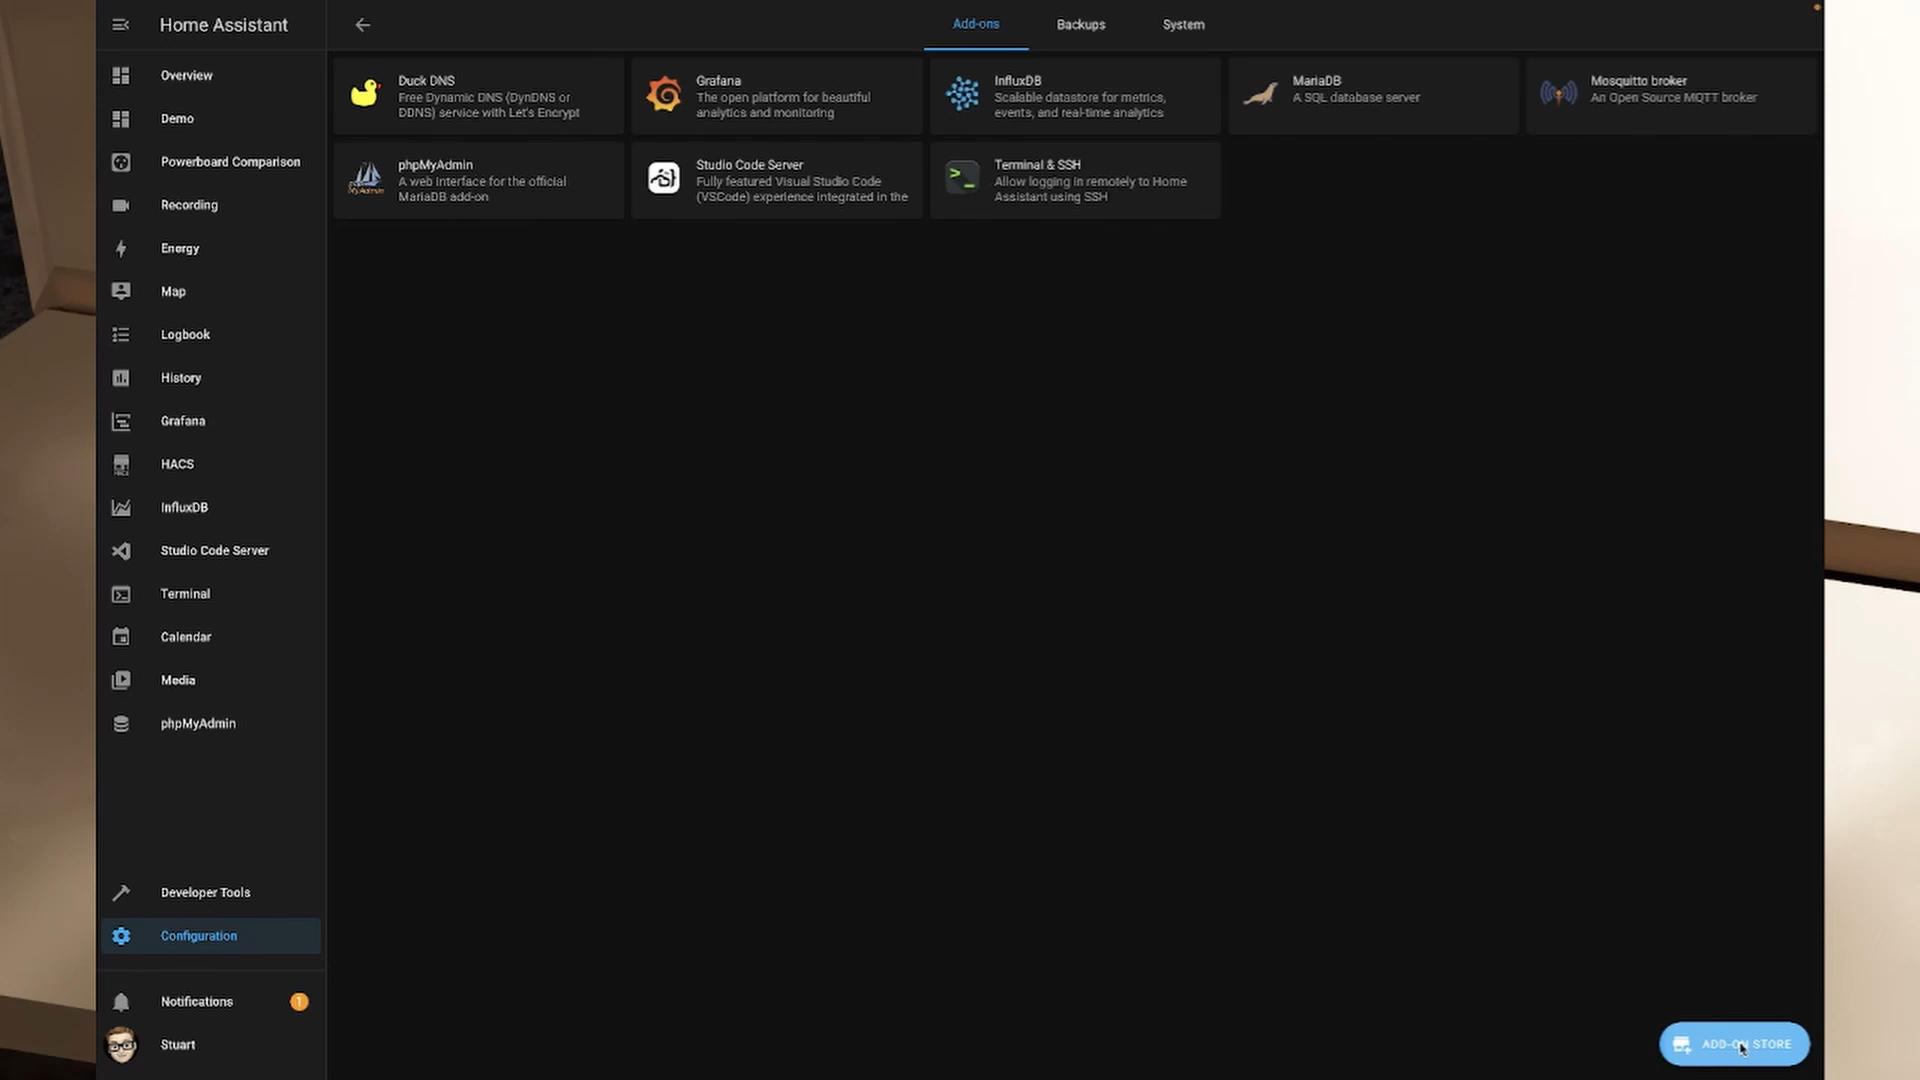 Home Assistant
Add-ons
Backups
System
Overview
Demo
Powerboard Comparison
Recording
Energy
Map
Logbook
History
Grafana
HACS
InfluxDB
Studio Code Server
Terminal
Calendar
Media
phpMyAdmin
Developer Tools
Configuration
Notifications
1
Stuart
Duck DNS
Free Dynamic DNS (DynDNS or
DDNS) service with Let's Encrypt
Grafana
The open platform for beautiful
analytics and monitoring
InfluxDB
Scalable datastore for metrics,
events, and real-time analytics
MariaDB
A SQL database server
Mosquitto broker
An Open Source MQTT broker
phpMyAdmin
A web interface for the official
MariaDB add-on
Studio Code Server
Fully featured Visual Studio Code
(VSCode) experience integrated in the
Terminal & SSH
Allow logging in remotely to Home
Assistant using SSH
ADD-ON STORE